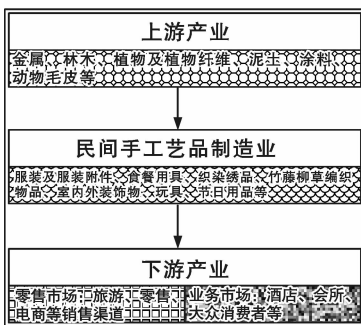 上游产业
金属、林木、植物及植物纤维、泥土、涂料、
动物毛皮等
民间手工艺品制造业
服装及服装附件、食餐用具、织染绣品、竹藤柳草编织
物品、室内外装饰物、玩具、节日用品等
下游产业
零售市场：旅游、零售、
电商等销售渠道
业务市场：酒店、会所、
大众消费者等